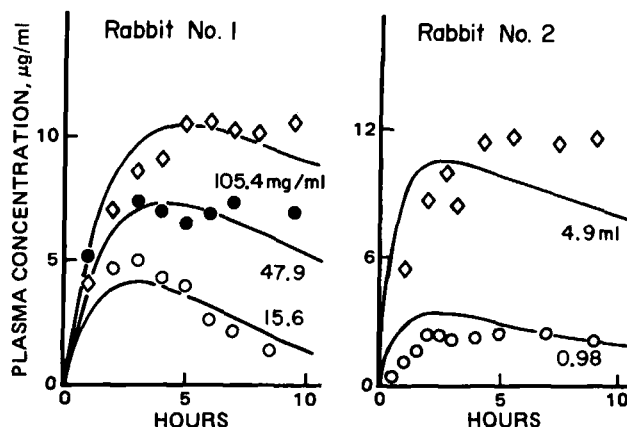 Rabbit No. 1
PLASMA CONCENTRATION, µg/ml
10
5
0
105.4 mg/ml
47.9
15.6
0 5 10
HOURS
Rabbit No. 2
12
6
0
4.9 ml
0.98
0 5 10
HOURS